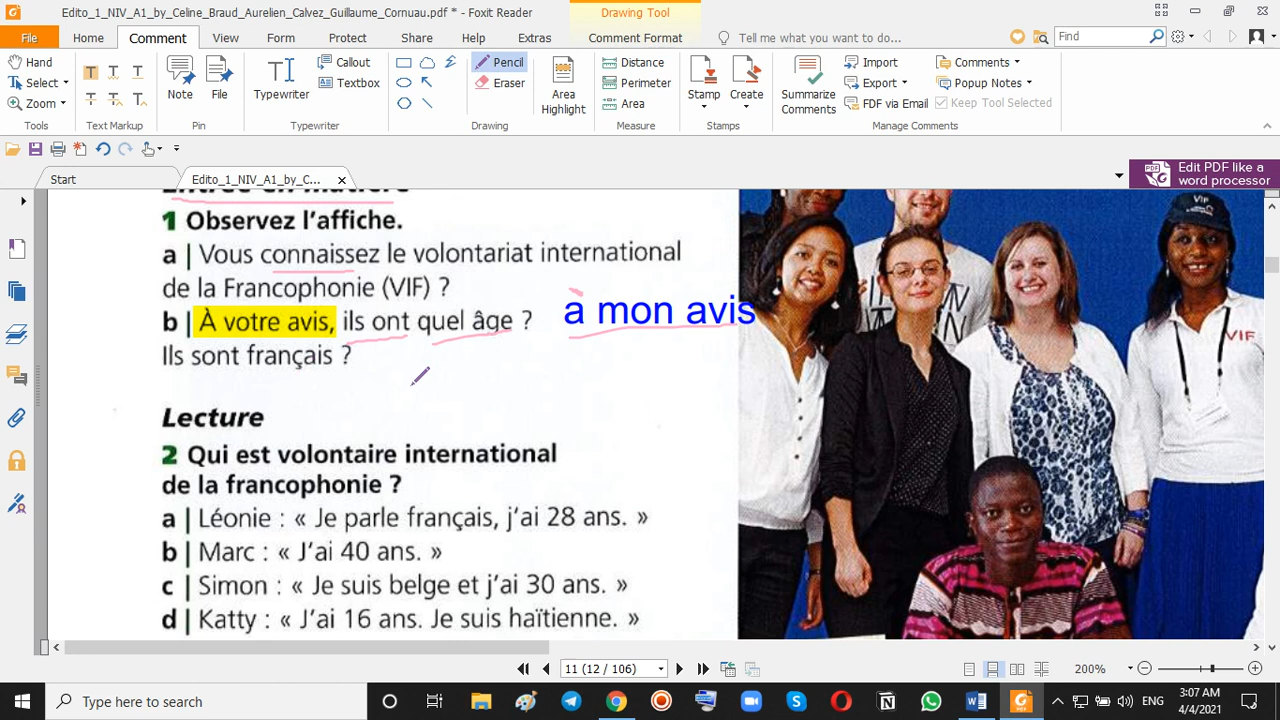 Edito_1_NIV_A1_by_Celine_Braud_Aurelien_Calvez_Guillaume_Cornuau.pdf * - Foxit Reader
Drawing Tool
File Home Comment View Form Protect Share Help Extras Comment Format Tell me what you want to do... Find
Hand
Select
Zoom
Tools
Text Markup
Note
File
Pin
Typewriter
Callout
Textbox
Typewriter
Pencil
Eraser
Area
Highlight
Drawing
Distance
Perimeter
Area
Measure
Stamp
Create
Stamps
Summarize
Comments
Import
Export
FDF via Email
Comments
Popup Notes
Keep Tool Selected
Manage Comments
Start
Edito_1_NIV_A1_by_C...
Edit PDF like a
word processor
Entrée en matière
1 Observez l'affiche.
a | Vous connaissez le volontariat international
de la Francophonie (VIF) ?
b | À votre avis, ils ont quel âge ?
a mon avis
Ils sont français ?
Lecture
2 Qui est volontaire international
de la francophonie ?
a | Léonie : « Je parle français, j'ai 28 ans. »
b | Marc : « J'ai 40 ans. »
c | Simon : « Je suis belge et j'ai 30 ans. »
d | Katty : « J'ai 16 ans. Je suis haïtienne. »
VIF
VIF
11 (12 / 106)
200%
Type here to search
ENG
3:07 AM
4/4/2021